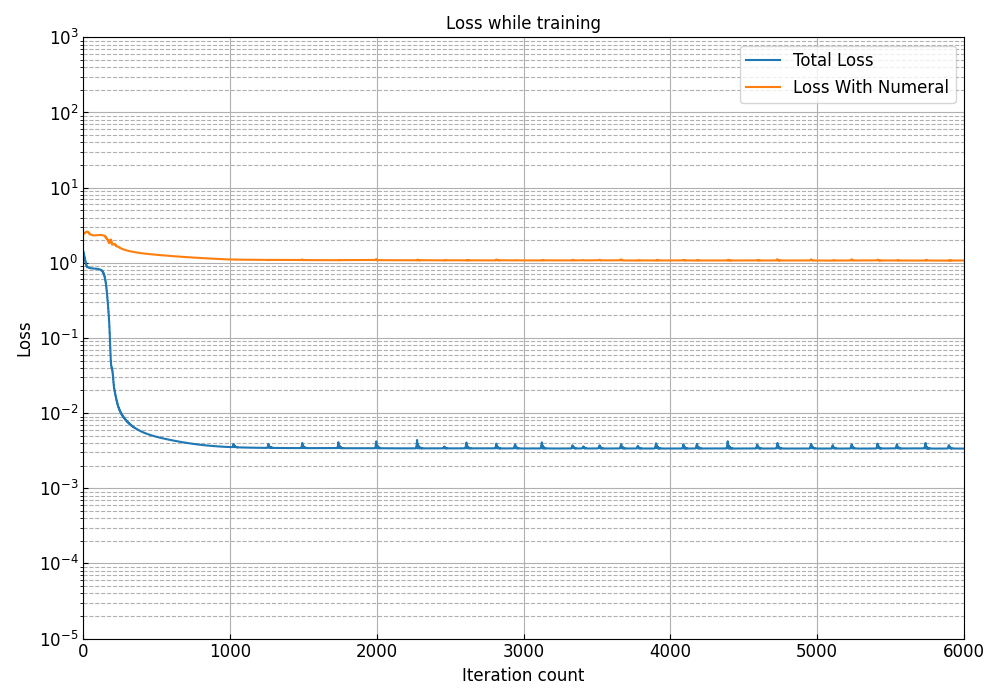 Loss while training
Total Loss
Loss With Numeral
10³
10²
10¹
10⁰
10⁻¹
10⁻²
10⁻³
10⁻⁴
10⁻⁵
Loss
0 1000 2000 3000 4000 5000 6000
Iteration count